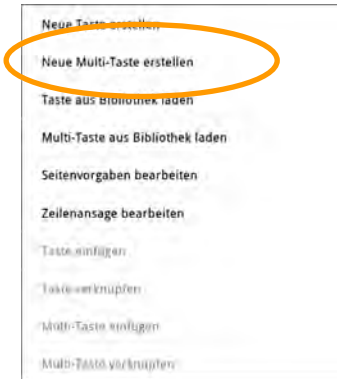 Neue Taste erstellen
Neue Multi-Taste erstellen
Taste aus Bibliothek laden
Multi-Taste aus Bibliothek laden
Seitenvorgaben bearbeiten
Zeilenansage bearbeiten
Taste einfügen
Taste verknüpfen
Multi-Taste einfügen
Multi-Taste verknüpfen